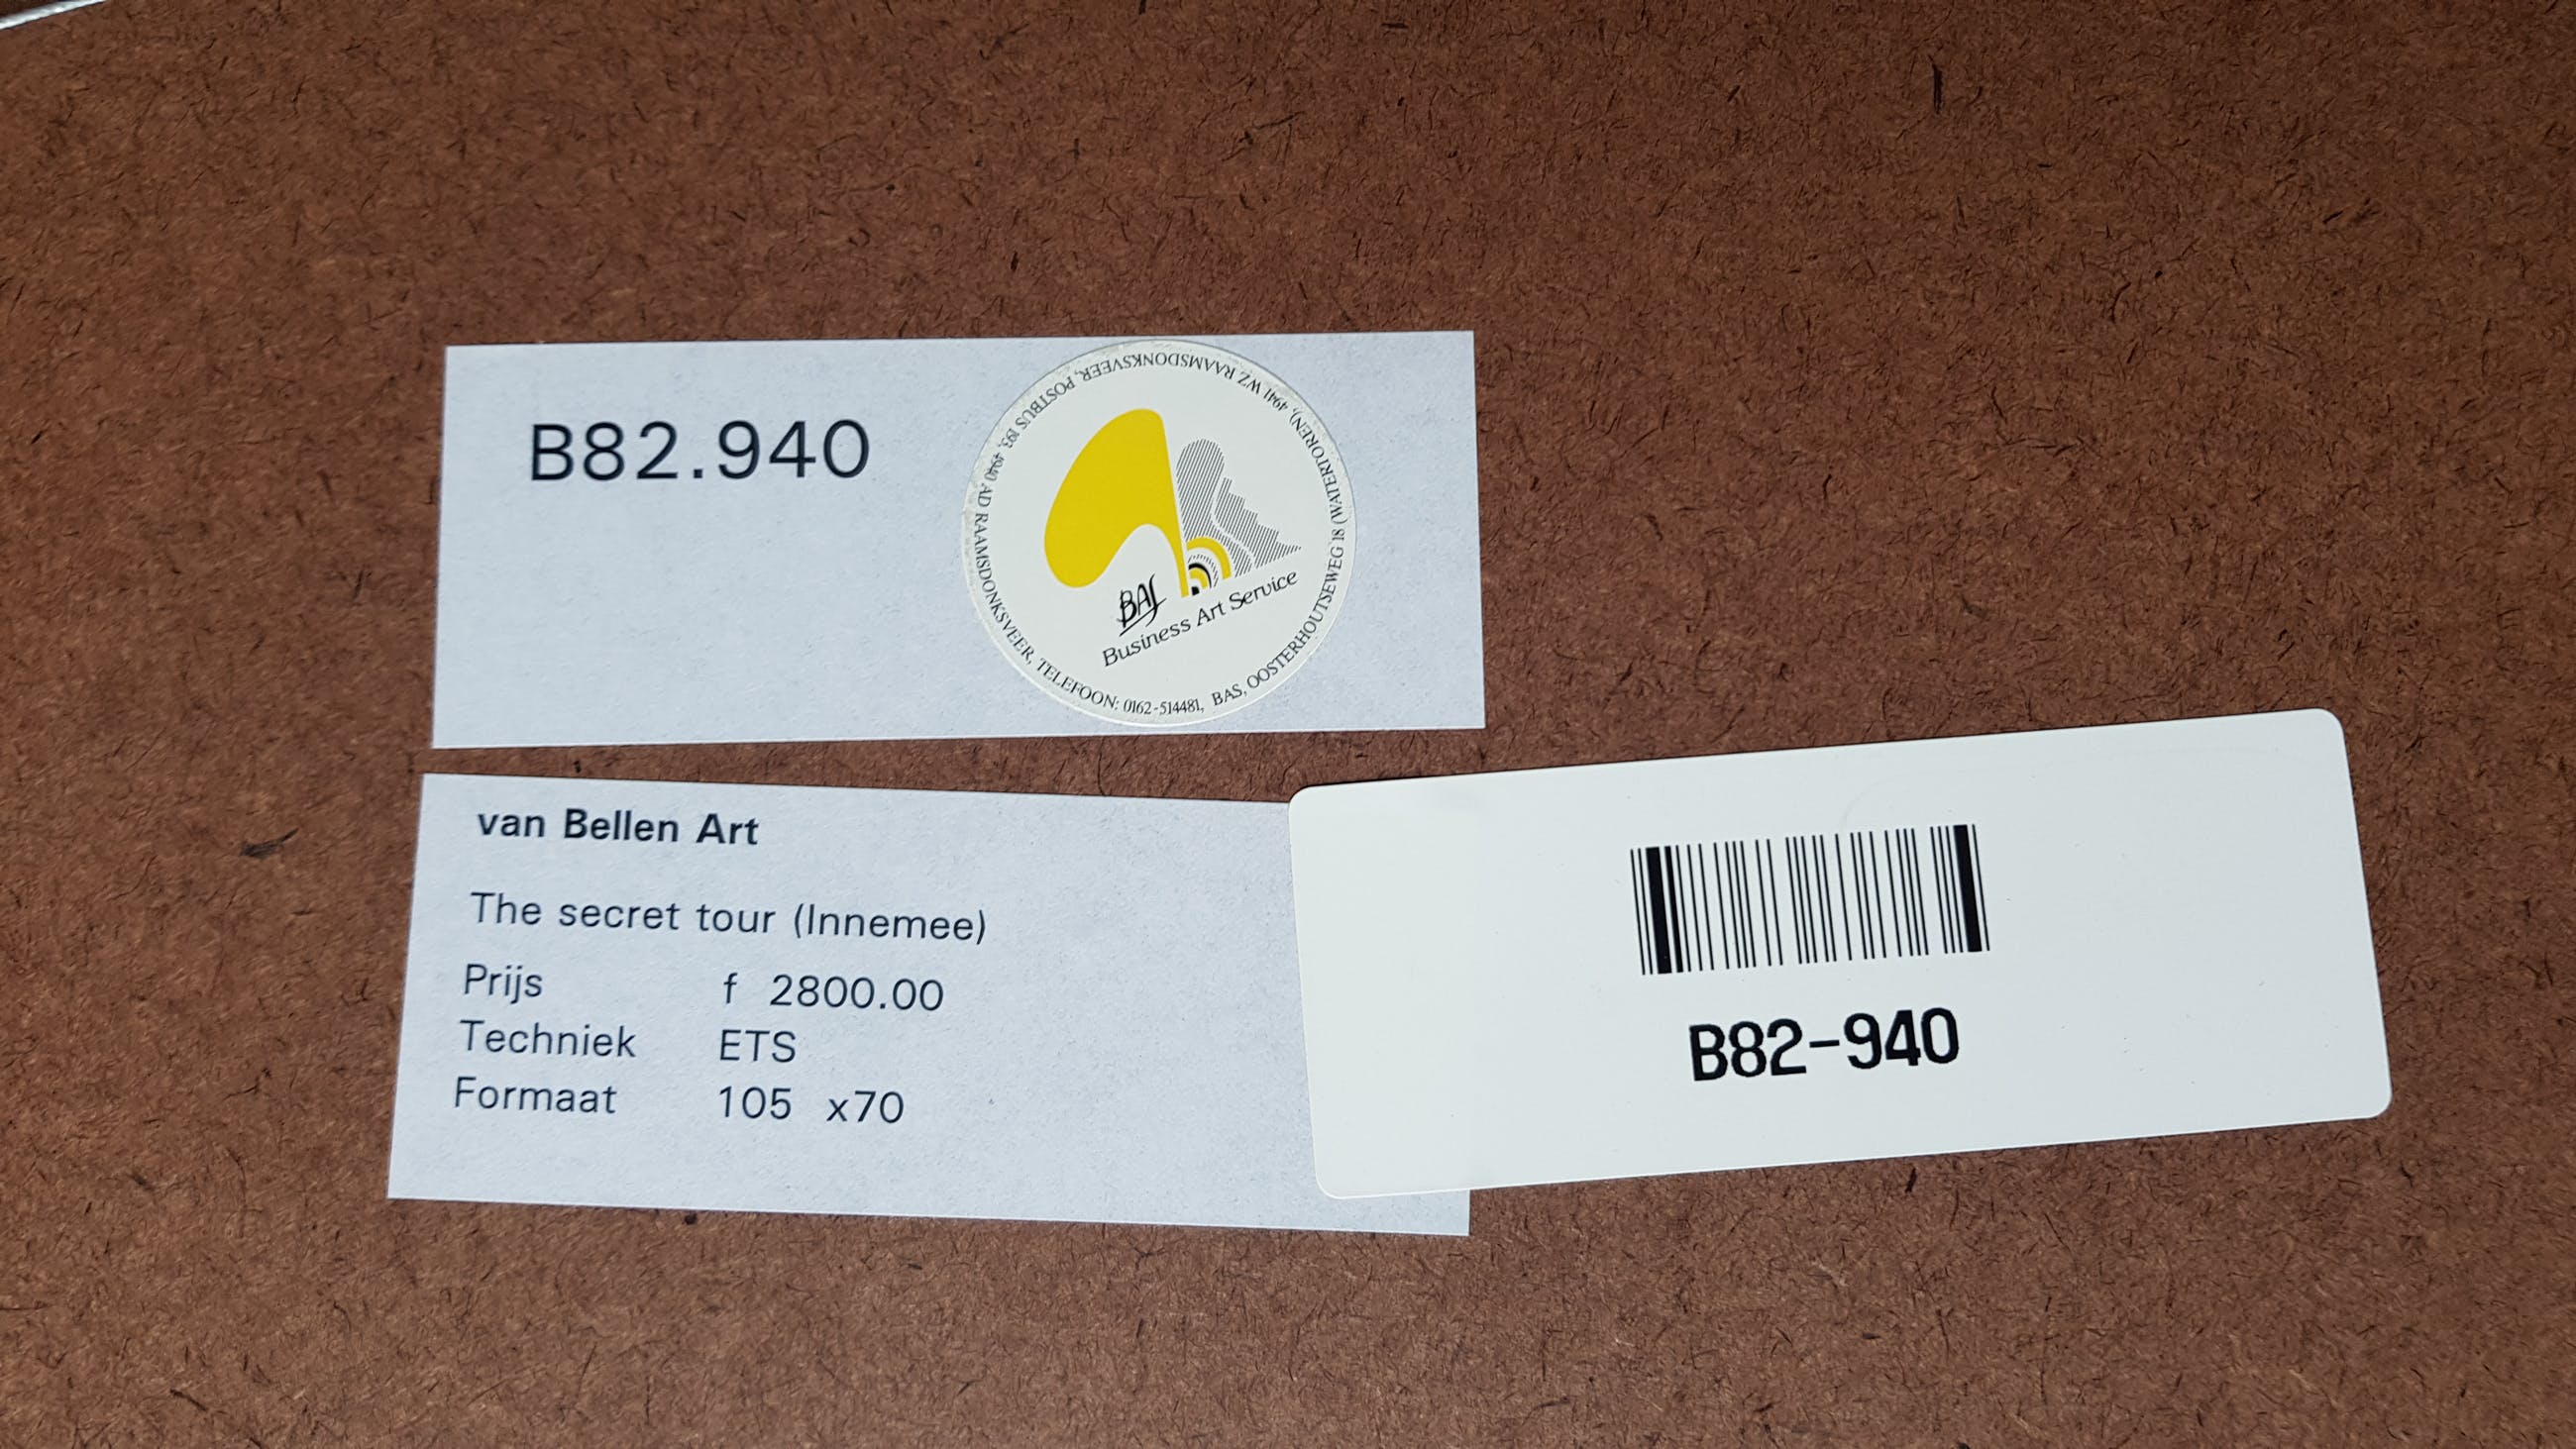 B82.940
BAS
Business Art Service
BAS, OOSTERHOUTSEWEG 18 (WATERTOREN), 4941 WZ RAAMSDONKSVEER, POSTBUS 193, 4940 AD RAAMSDONKSVEER, TELEFOON: 0162-514481,
van Bellen Art
The secret tour (Innemee)
Prijs f 2800.00
Techniek ETS
Formaat 105 x70
B82-940